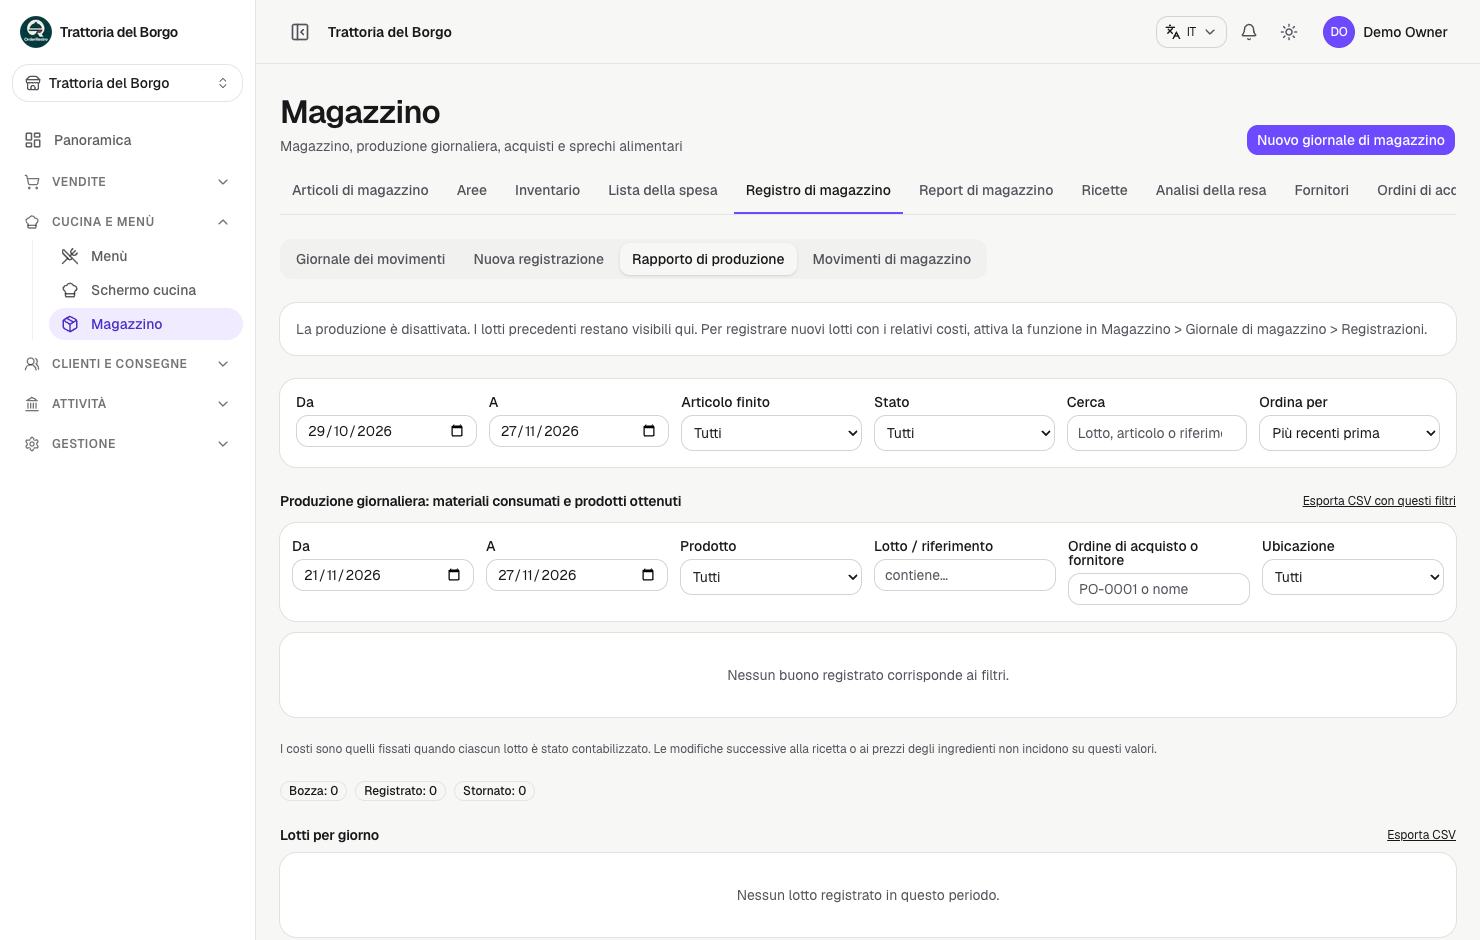 Trattoria del Borgo
Trattoria del Borgo
IT
DO
Demo Owner
Trattoria del Borgo
Panoramica
VENDITE
CUCINA E MENÙ
Menù
Schermo cucina
Magazzino
CLIENTI E CONSEGNE
ATTIVITÀ
GESTIONE
Magazzino
Magazzino, produzione giornaliera, acquisti e sprechi alimentari
Nuovo giornale di magazzino
Articoli di magazzino Aree Inventario Lista della spesa Registro di magazzino Report di magazzino Ricette Analisi della resa Fornitori Ordini di acq
Giornale dei movimenti Nuova registrazione Rapporto di produzione Movimenti di magazzino
La produzione è disattivata. I lotti precedenti restano visibili qui. Per registrare nuovi lotti con i relativi costi, attiva la funzione in Magazzino > Giornale di magazzino > Registrazioni.
Da A Articolo finito Stato Cerca Ordina per
29/10/2026 27/11/2026 Tutti Tutti Lotto, articolo o riferime Più recenti prima
Produzione giornaliera: materiali consumati e prodotti ottenuti
Esporta CSV con questi filtri
Da A Prodotto Lotto / riferimento Ordine di acquisto o fornitore Ubicazione
21/11/2026 27/11/2026 Tutti contiene... PO-0001 o nome Tutti
Nessun buono registrato corrisponde ai filtri.
I costi sono quelli fissati quando ciascun lotto è stato contabilizzato. Le modifiche successive alla ricetta o ai prezzi degli ingredienti non incidono su questi valori.
Bozza: 0 Registrato: 0 Stornato: 0
Lotti per giorno
Esporta CSV
Nessun lotto registrato in questo periodo.